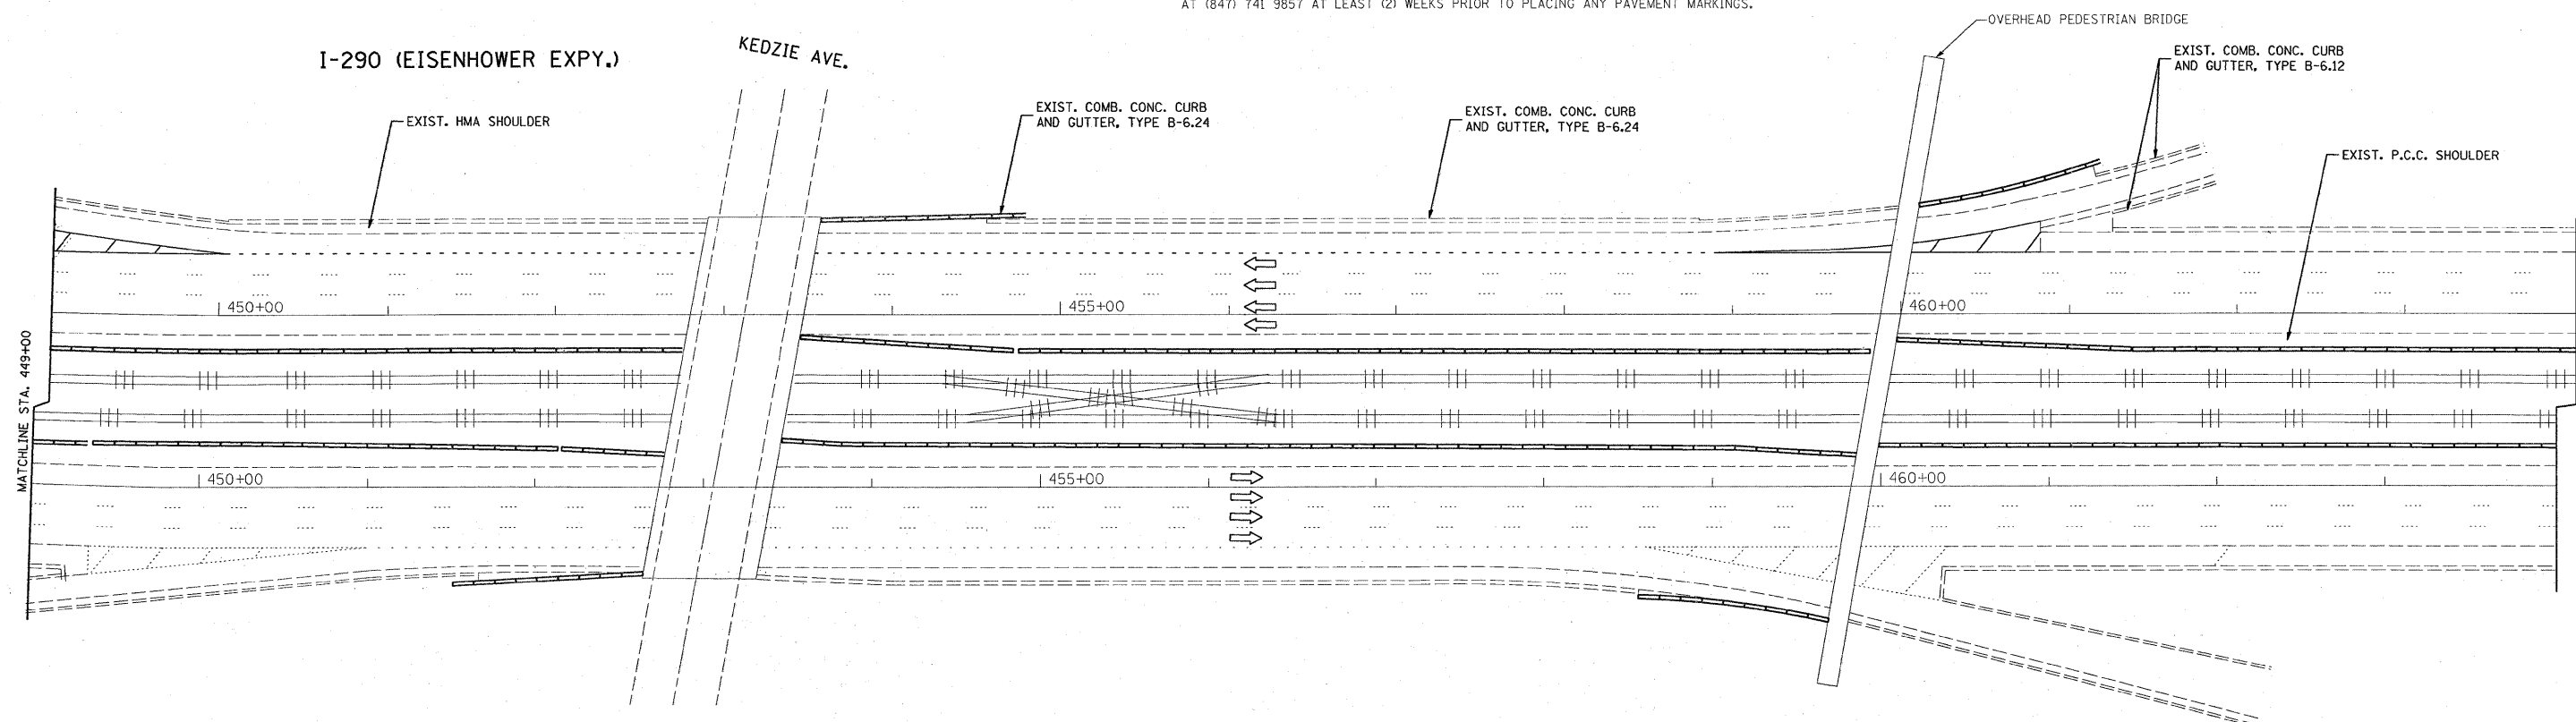 AT (847) 741 9857 AT LEAST (2) WEEKS PRIOR TO PLACING ANY PAVEMENT MARKINGS.
OVERHEAD PEDESTRIAN BRIDGE
I-290 (EISENHOWER EXPY.)
KEDZIE AVE.
EXIST. COMB. CONC. CURB
AND GUTTER, TYPE B-6.12
EXIST. HMA SHOULDER
EXIST. COMB. CONC. CURB
AND GUTTER, TYPE B-6.24
EXIST. COMB. CONC. CURB
AND GUTTER, TYPE B-6.24
EXIST. P.C.C. SHOULDER
450+00
455+00
460+00
MATCHLINE STA. 449+00
450+00
455+00
460+00